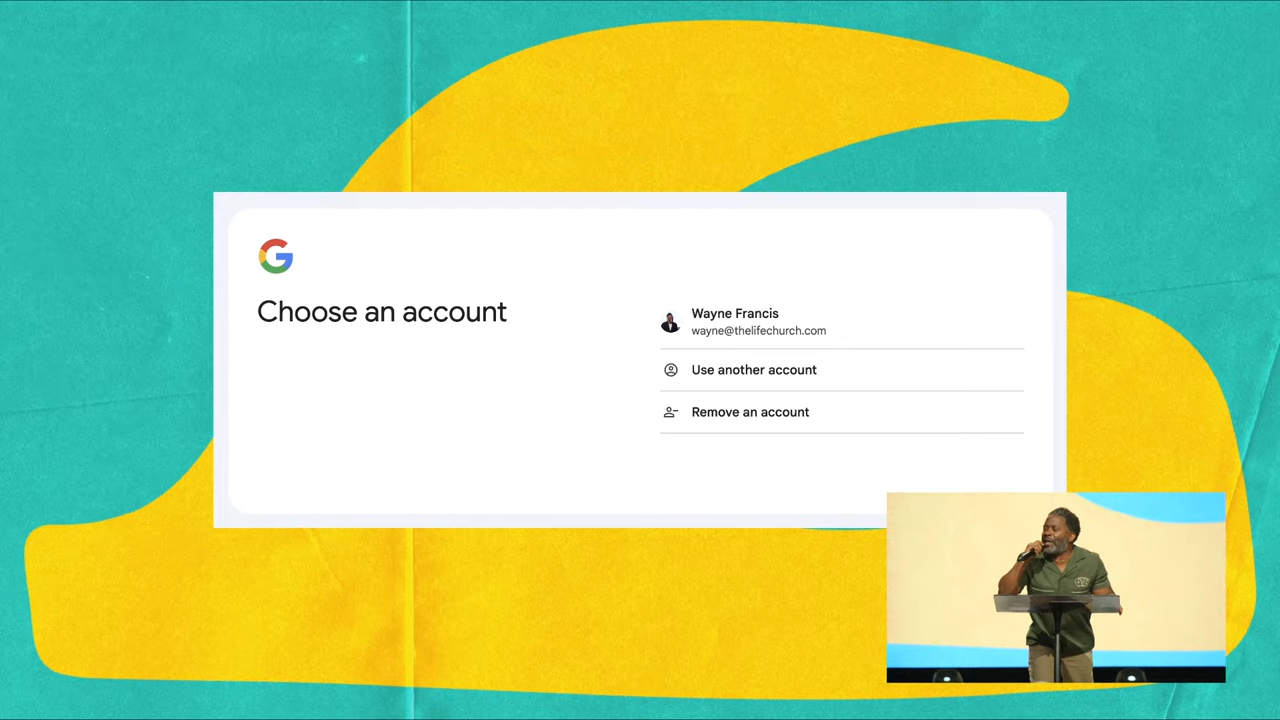 Choose an account
Wayne Francis
wayne@thelifechurch.com
Use another account
Remove an account